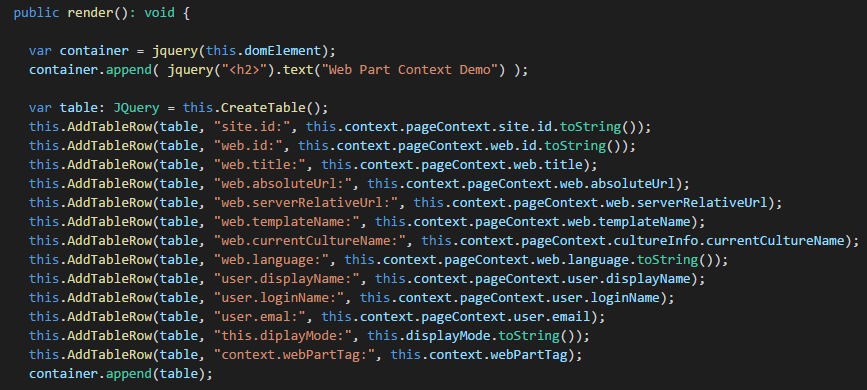 public render(): void {
var container = jquery(this.domElement);
container.append( jquery("<h2>").text("Web Part Context Demo") );
var table: JQuery = this.CreateTable();
this.AddTableRow(table, "site.id:", this.context.pageContext.site.id.toString());
this.AddTableRow(table, "web.id:", this.context.pageContext.web.id.toString());
this.AddTableRow(table, "web.title:", this.context.pageContext.web.title);
this.AddTableRow(table, "web.absoluteUrl:", this.context.pageContext.web.absoluteUrl);
this.AddTableRow(table, "web.serverRelativeUrl:", this.context.pageContext.web.serverRelativeUrl);
this.AddTableRow(table, "web.templateName:", this.context.pageContext.web.templateName);
this.AddTableRow(table, "web.currentCultureName:", this.context.pageContext.cultureInfo.currentCultureName);
this.AddTableRow(table, "web.language:", this.context.pageContext.web.language.toString());
this.AddTableRow(table, "user.displayName:", this.context.pageContext.user.displayName);
this.AddTableRow(table, "user.loginName:", this.context.pageContext.user.loginName);
this.AddTableRow(table, "user.emal:", this.context.pageContext.user.email);
this.AddTableRow(table, "this.diplayMode:", this.displayMode.toString());
this.AddTableRow(table, "context.webPartTag:", this.context.webPartTag);
container.append(table);